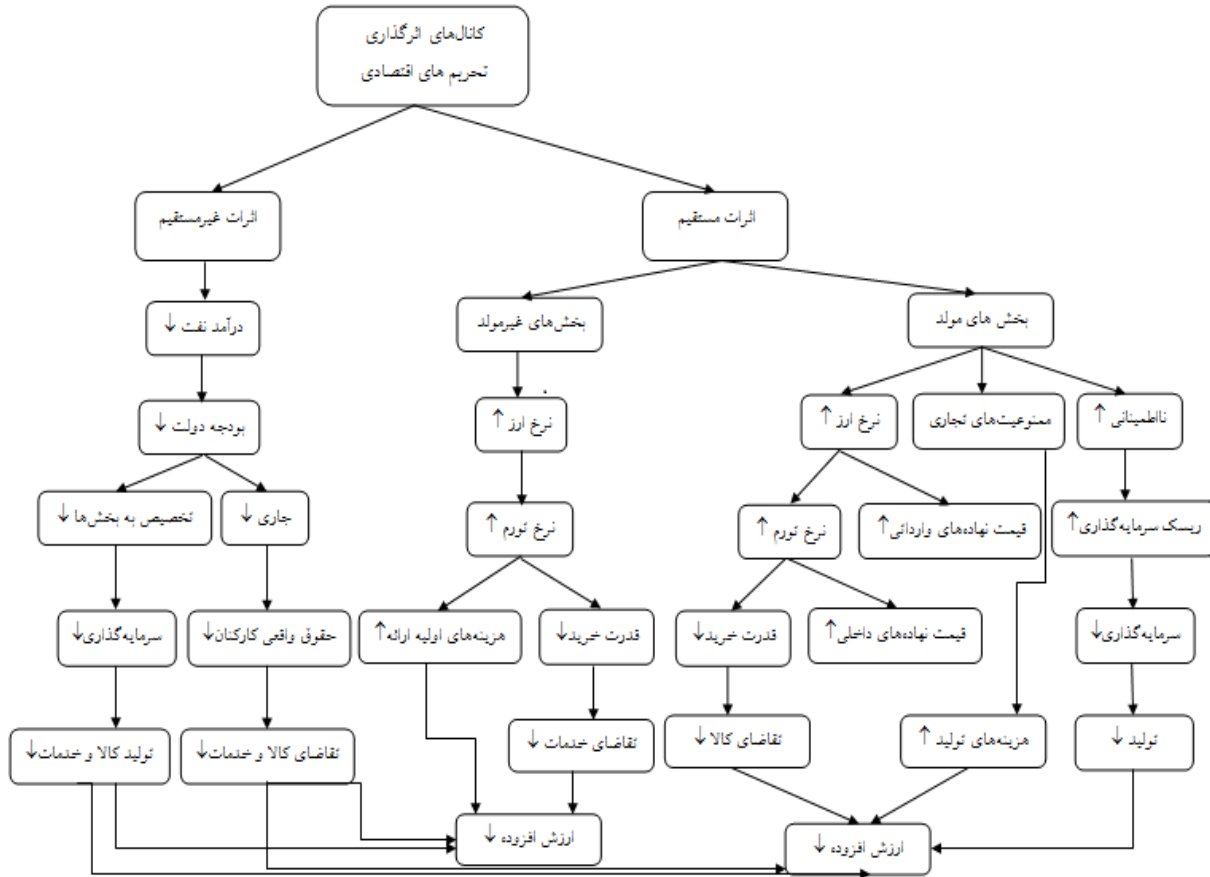 کانال‌های اثرگذاری
تحریم های اقتصادی
اثرات مستقیم
اثرات غیرمستقیم
بخش های مولد
بخش‌های غیرمولد
درآمد نفت ↓
نااطمینانی ↑
ممنوعیت‌های تجاری
نرخ ارز ↑
نرخ ارز ↑
بودجه دولت ↓
ریسک سرمایه‌گذاری↑
قیمت نهاده‌های وارداتی↑
نرخ تورم ↑
نرخ تورم ↑
جاری ↓
تخصیص به بخش‌ها ↓
سرمایه‌گذاری↓
قیمت نهاده‌های داخلی↑
قدرت خرید↓
قدرت خرید↓
هزینه‌های اولیه ارائه ↑
حقوق واقعی کارکنان↓
سرمایه‌گذاری↓
تولید ↓
هزینه‌های تولید ↑
تقاضای کالا ↓
تقاضای خدمات ↓
تقاضای کالا و خدمات↓
تولید کالا و خدمات↓
ارزش افزوده ↓
ارزش افزوده ↓